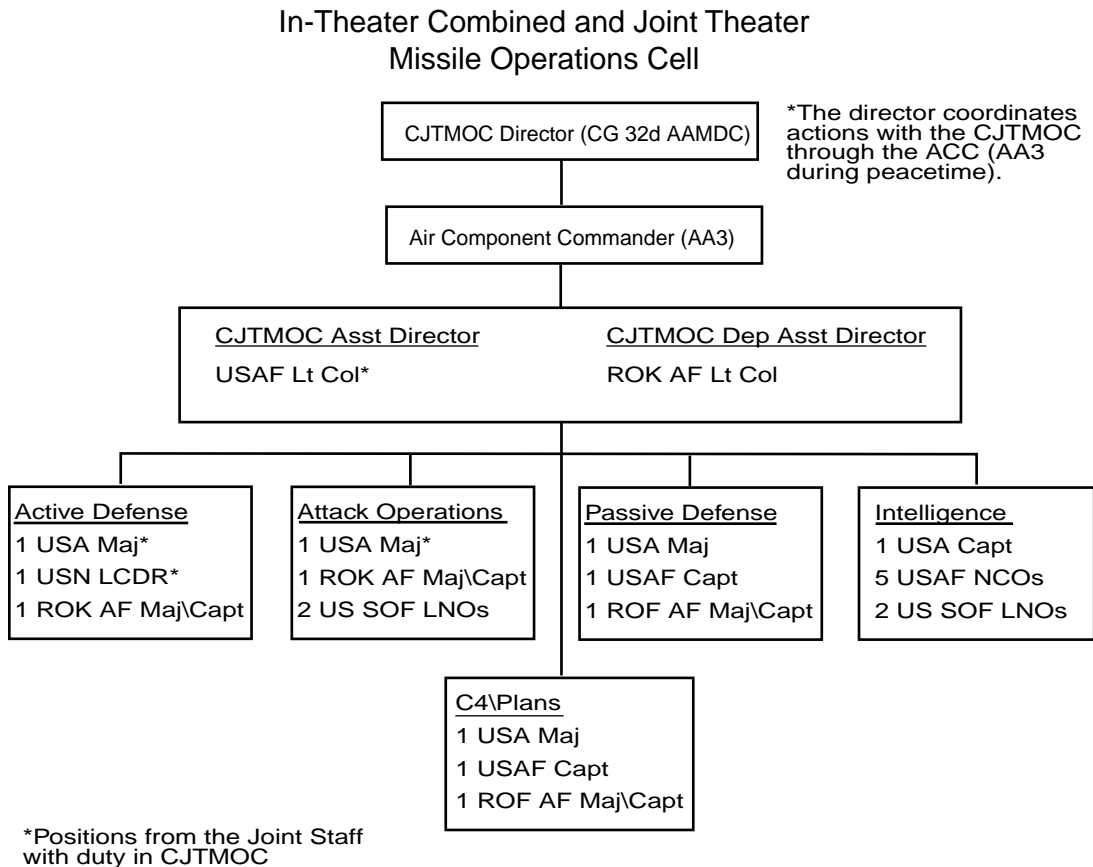 In-Theater Combined and Joint Theater
Missile Operations Cell
CJTMOC Director (CG 32d AAMDC)
*The director coordinates
actions with the CJTMOC
through the ACC (AA3
during peacetime).
Air Component Commander (AA3)
CJTMOC Asst Director
USAF Lt Col*
CJTMOC Dep Asst Director
ROK AF Lt Col
Active Defense
1 USA Maj*
1 USN LCDR*
1 ROK AF Maj\Capt
Attack Operations
1 USA Maj*
1 ROK AF Maj\Capt
2 US SOF LNOs
Passive Defense
1 USA Maj
1 USAF Capt
1 ROF AF Maj\Capt
Intelligence
1 USA Capt
5 USAF NCOs
2 US SOF LNOs
C4\Plans
1 USA Maj
1 USAF Capt
1 ROF AF Maj\Capt
*Positions from the Joint Staff
with duty in CJTMOC